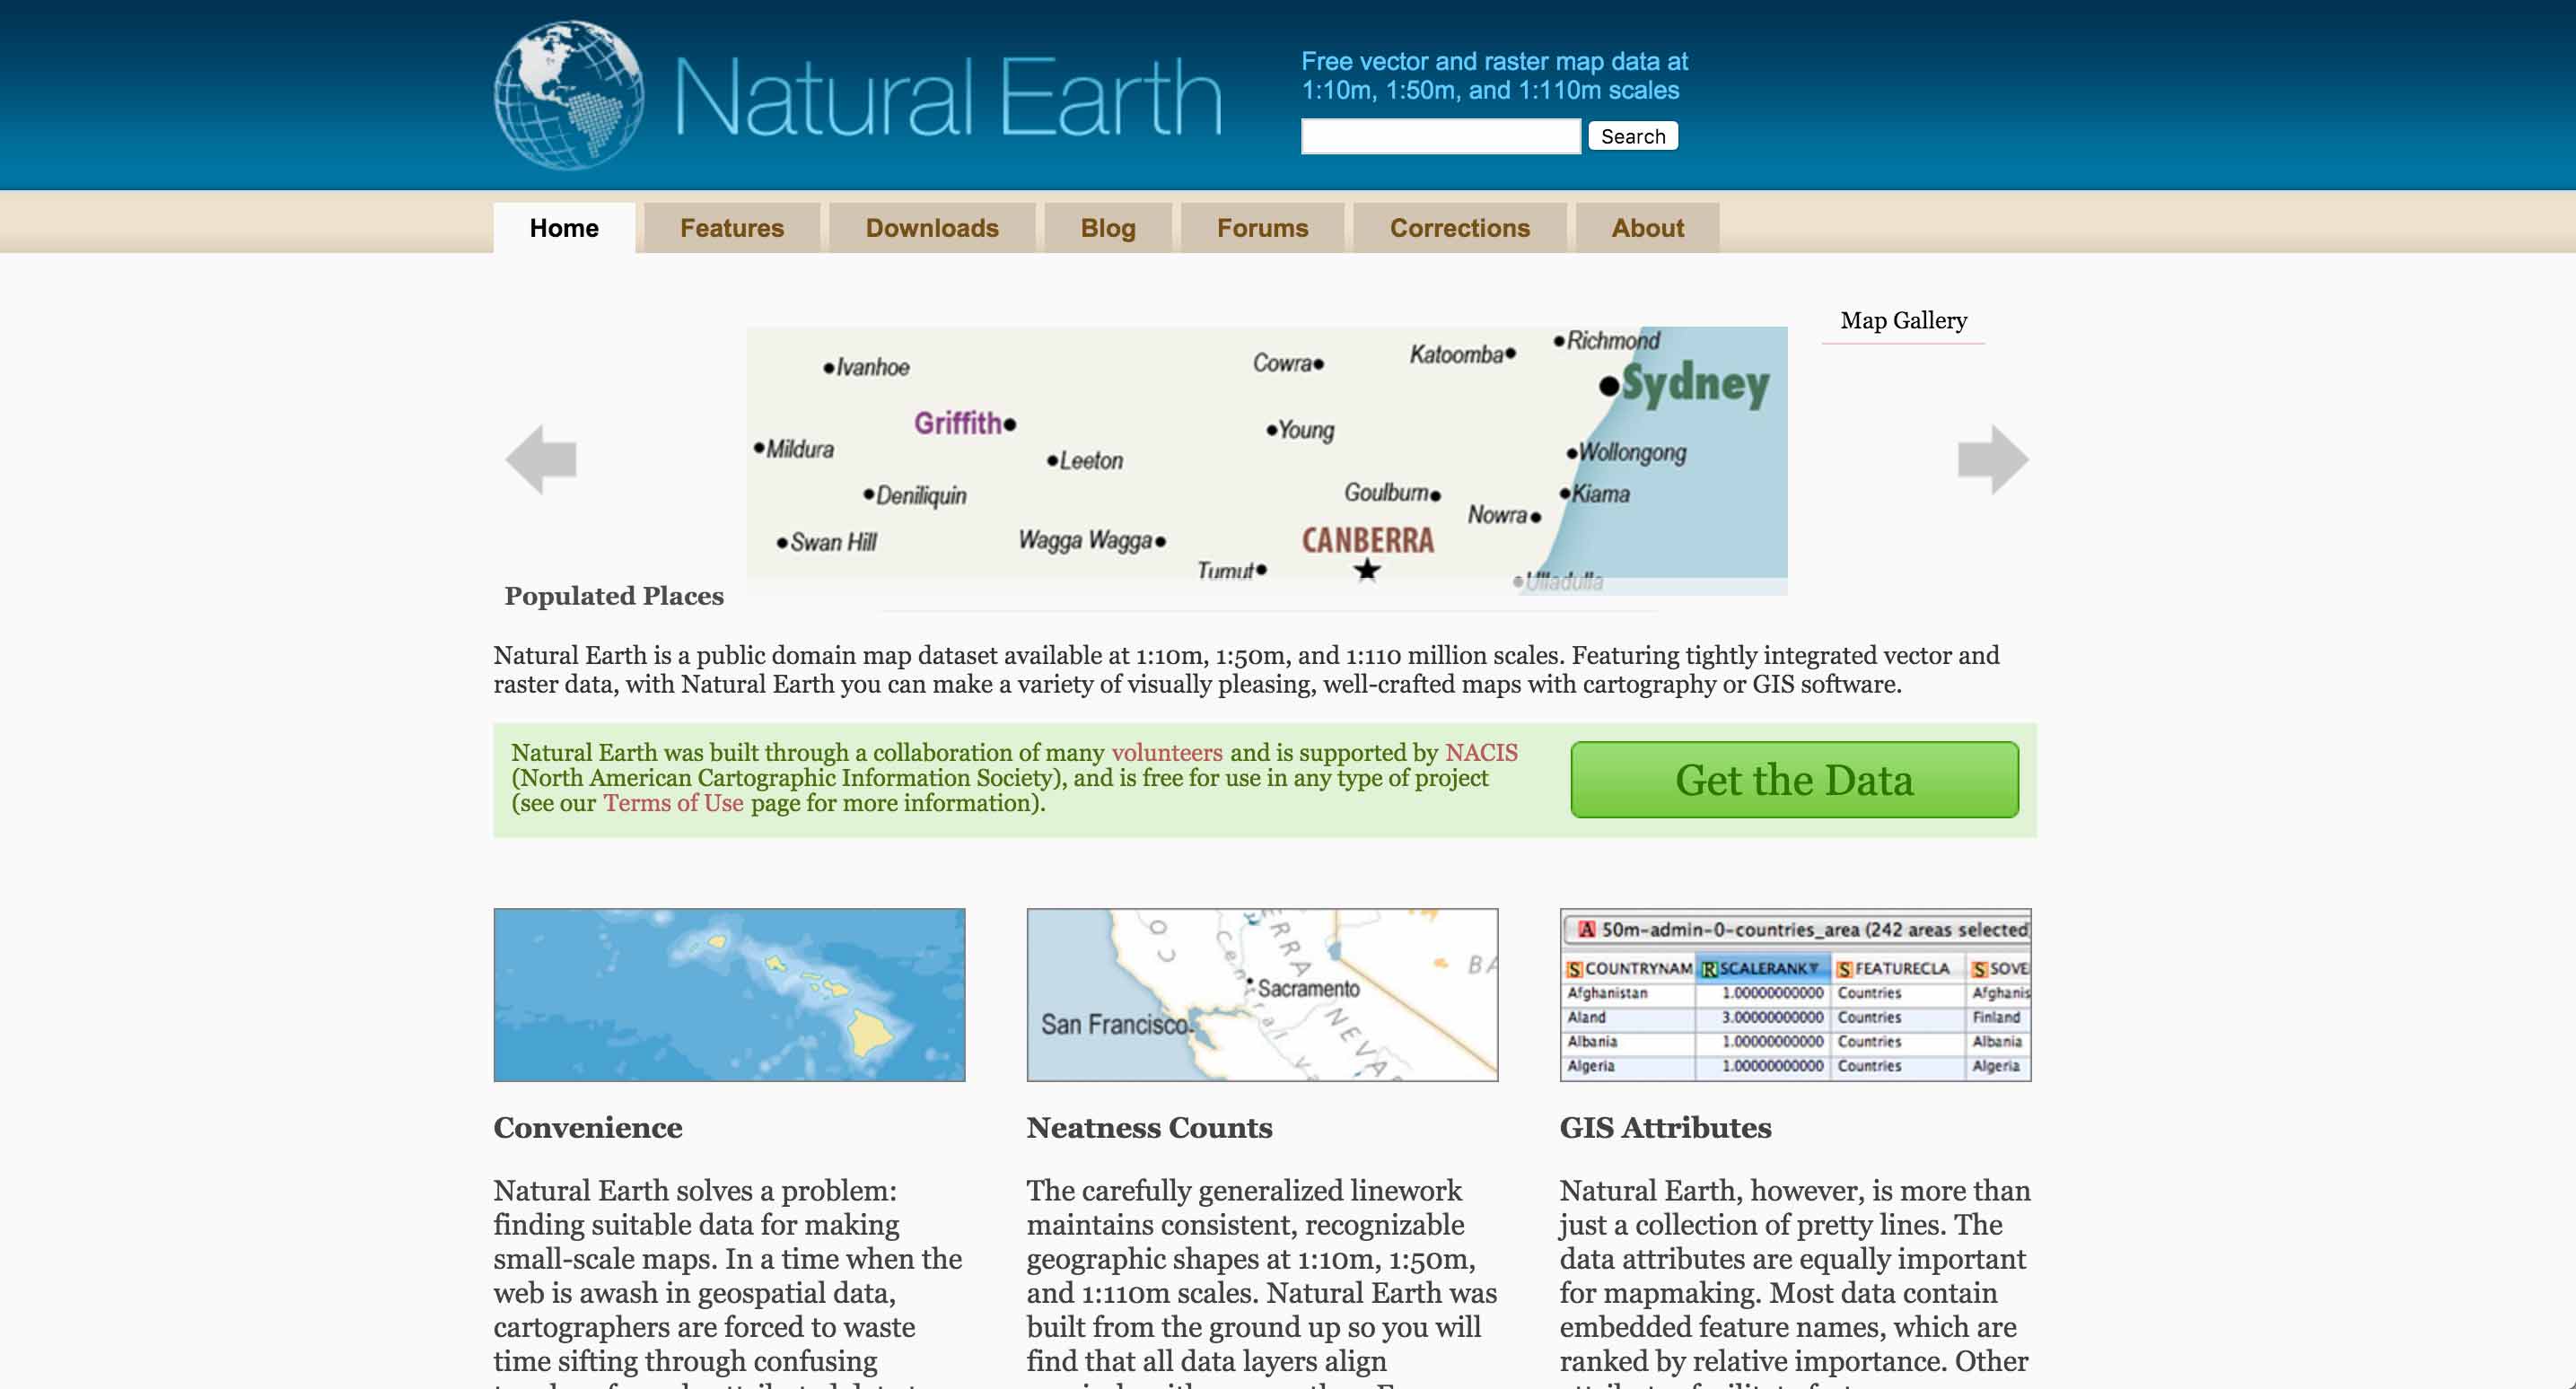 Natural Earth
Free vector and raster map data at
1:10m, 1:50m, and 1:110m scales
Search
Home
Features
Downloads
Blog
Forums
Corrections
About
Map Gallery
Richmond
Katoomba
Cowra
Ivanhoe
Sydney
Griffith
Young
Mildura
Wollongong
Leeton
Goulburn
Kiama
Deniliquin
Nowra
Swan Hill
Wagga Wagga
CANBERRA
Tumut
Ulladulla
Populated Places
Natural Earth is a public domain map dataset available at 1:10m, 1:50m, and 1:110 million scales. Featuring tightly integrated vector and
raster data, with Natural Earth you can make a variety of visually pleasing, well-crafted maps with cartography or GIS software.
Natural Earth was built through a collaboration of many volunteers and is supported by NACIS
(North American Cartographic Information Society), and is free for use in any type of project
(see our Terms of Use page for more information).
Get the Data
CO
Central Va
ERRA NEVA
BA
Sacramento
San Francisco
A 50m-admin-0-countries_area (242 areas selected
S COUNTRYNAM R SCALERANK S FEATURECLA S SOVE
Afghanistan 1.00000000000 Countries Afghanis
Aland 3.00000000000 Countries Finland
Albania 1.00000000000 Countries Albania
Algeria 1.00000000000 Countries Algeria
Convenience
Natural Earth solves a problem:
finding suitable data for making
small-scale maps. In a time when the
web is awash in geospatial data,
cartographers are forced to waste
time sifting through confusing
Neatness Counts
The carefully generalized linework
maintains consistent, recognizable
geographic shapes at 1:10m, 1:50m,
and 1:110m scales. Natural Earth was
built from the ground up so you will
find that all data layers align
GIS Attributes
Natural Earth, however, is more than
just a collection of pretty lines. The
data attributes are equally important
for mapmaking. Most data contain
embedded feature names, which are
ranked by relative importance. Other